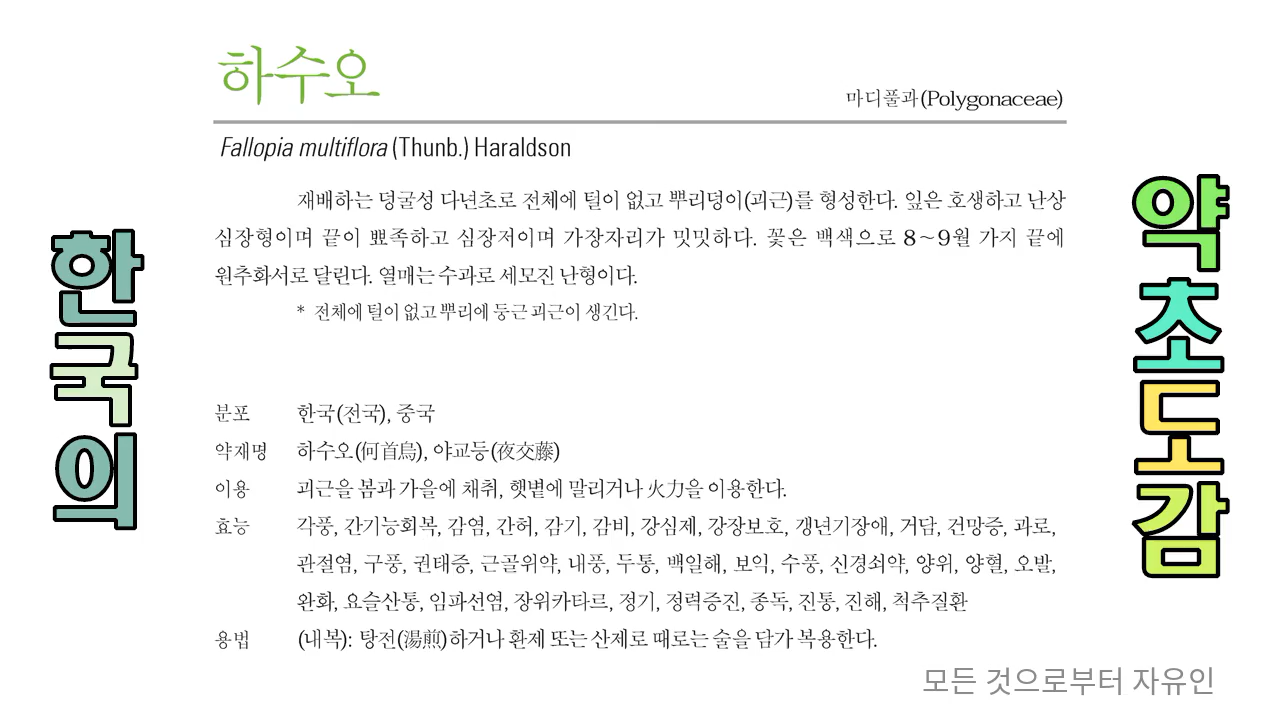 한국의
약초도감
하수오
마디풀과(Polygonaceae)
Fallopia multiflora (Thunb.) Haraldson
재배하는 덩굴성 다년초로 전체에 털이 없고 뿌리덩이(괴근)를 형성한다. 잎은 호생하고 난상
심장형이며 끝이 뾰족하고 심장저이며 가장자리가 밋밋하다. 꽃은 백색으로 8~9월 가지 끝에
원추화서로 달린다. 열매는 수과로 세모진 난형이다.
* 전체에 털이 없고 뿌리에 둥근 괴근이 생긴다.
분포 한국(전국), 중국
약재명 하수오(何首烏), 야교등(夜交藤)
이용 괴근을 봄과 가을에 채취, 햇볕에 말리거나 火力을 이용한다.
효능 각풍, 간기능회복, 감염, 간허, 감기, 감비, 강심제, 강장보호, 갱년기장애, 거담, 건망증, 과로,
관절염, 구풍, 권태증, 근골위약, 내풍, 두통, 백일해, 보익, 수풍, 신경쇠약, 양위, 양혈, 오발,
완화, 요슬산통, 임파선염, 장위카타르, 정기, 정력증진, 종독, 진통, 진해, 척추질환
용법 (내복): 탕전(湯煎)하거나 환제 또는 산제로 때로는 술을 담가 복용한다.
모든 것으로부터 자유인